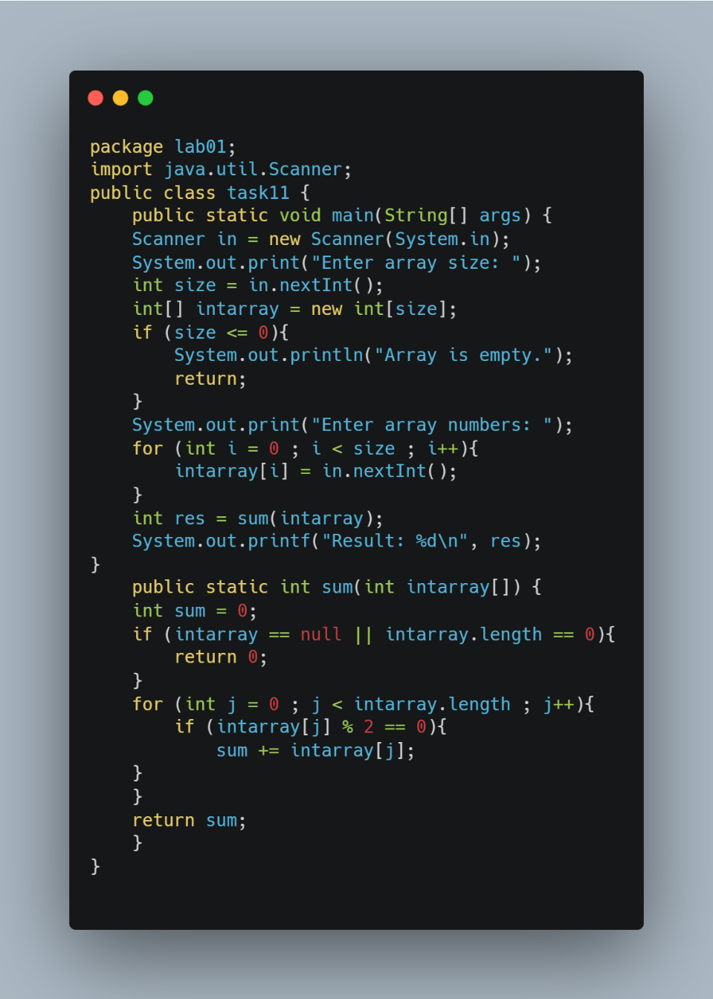 package lab01;
import java.util.Scanner;
public class task11 {
    public static void main(String[] args) {
    Scanner in = new Scanner(System.in);
    System.out.print("Enter array size: ");
    int size = in.nextInt();
    int[] intarray = new int[size];
    if (size <= 0){
        System.out.println("Array is empty.");
        return;
    }
    System.out.print("Enter array numbers: ");
    for (int i = 0 ; i < size ; i++){
        intarray[i] = in.nextInt();
    }
    int res = sum(intarray);
    System.out.printf("Result: %d\n", res);
}
    public static int sum(int intarray[]) {
    int sum = 0;
    if (intarray == null || intarray.length == 0){
        return 0;
    }
    for (int j = 0 ; j < intarray.length ; j++){
        if (intarray[j] % 2 == 0){
            sum += intarray[j];
    }
    }
    return sum;
    }
}